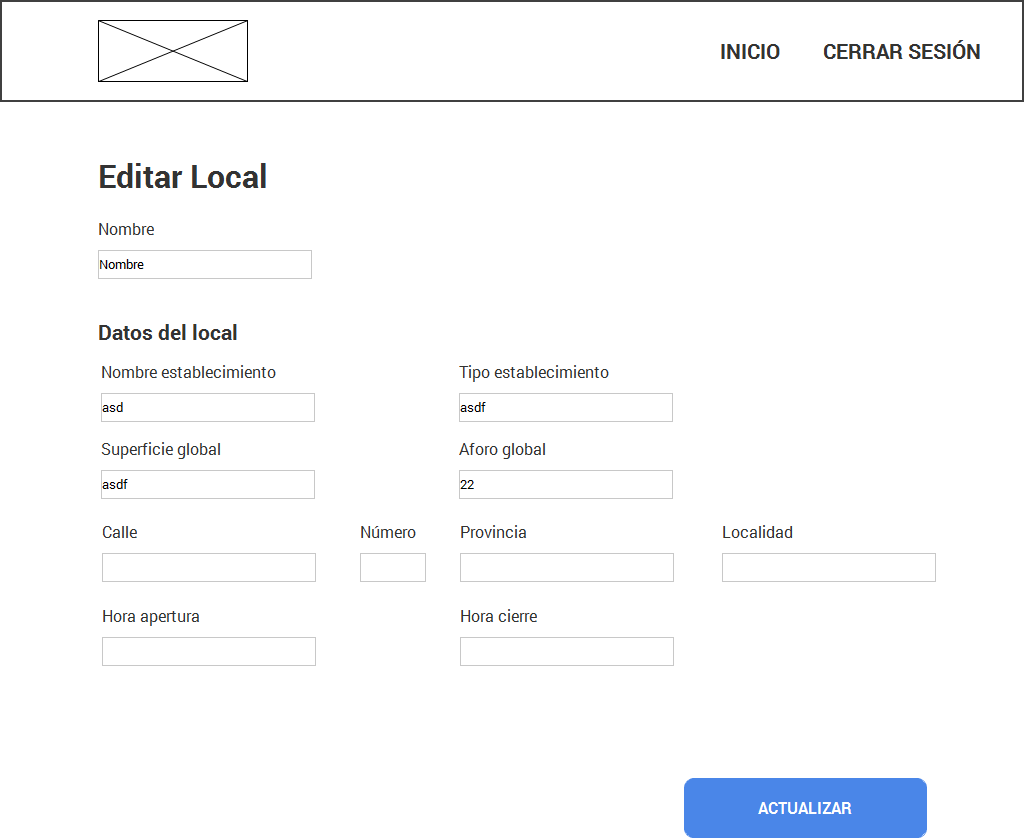 INICIO CERRAR SESIÓN
Editar Local
Nombre
Nombre
Datos del local
Nombre establecimiento Tipo establecimiento
asd asdf
Superficie global Aforo global
asdf 22
Calle Número Provincia Localidad
Hora apertura Hora cierre
ACTUALIZAR